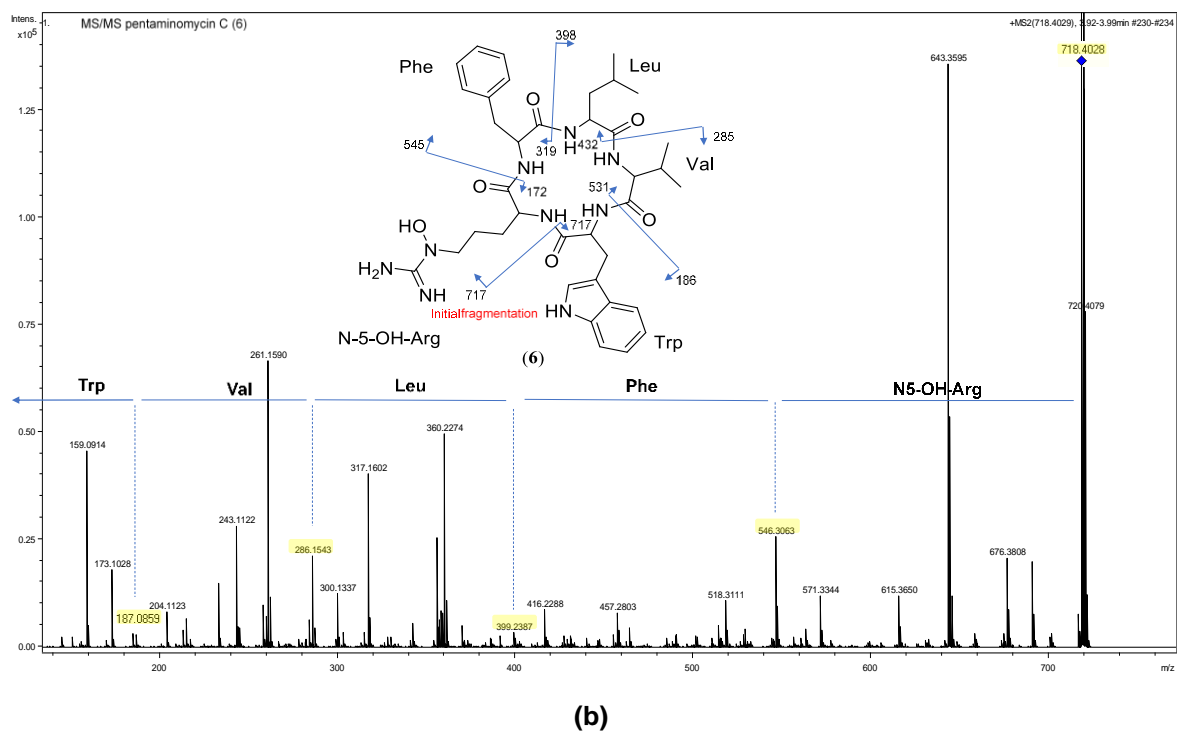 Intens.
x10⁵
1.
MS/MS pentaminomycin C (6)
+MS2(718.4029), 3.92-3.99min #230-#234
718.4028
643.3595
720.4079
1.25
1.00
0.75
0.50
0.25
0.00
Phe
Leu
Val
Trp
N-5-OH-Arg
398
319
432
285
545
172
531
186
717
717
Initialfragmentation
(6)
O
N
H
O
HN
NH
O
O
NH
HN
O
HO
N
H2N
NH
HN
Trp
Val
Leu
Phe
N5-OH-Arg
159.0914
173.1028
187.0859
204.1123
243.1122
261.1590
286.1543
300.1337
317.1602
360.2274
399.2387
416.2288
457.2803
518.3111
546.3063
571.3344
615.3650
676.3808
200
300
400
500
600
700
m/z
(b)